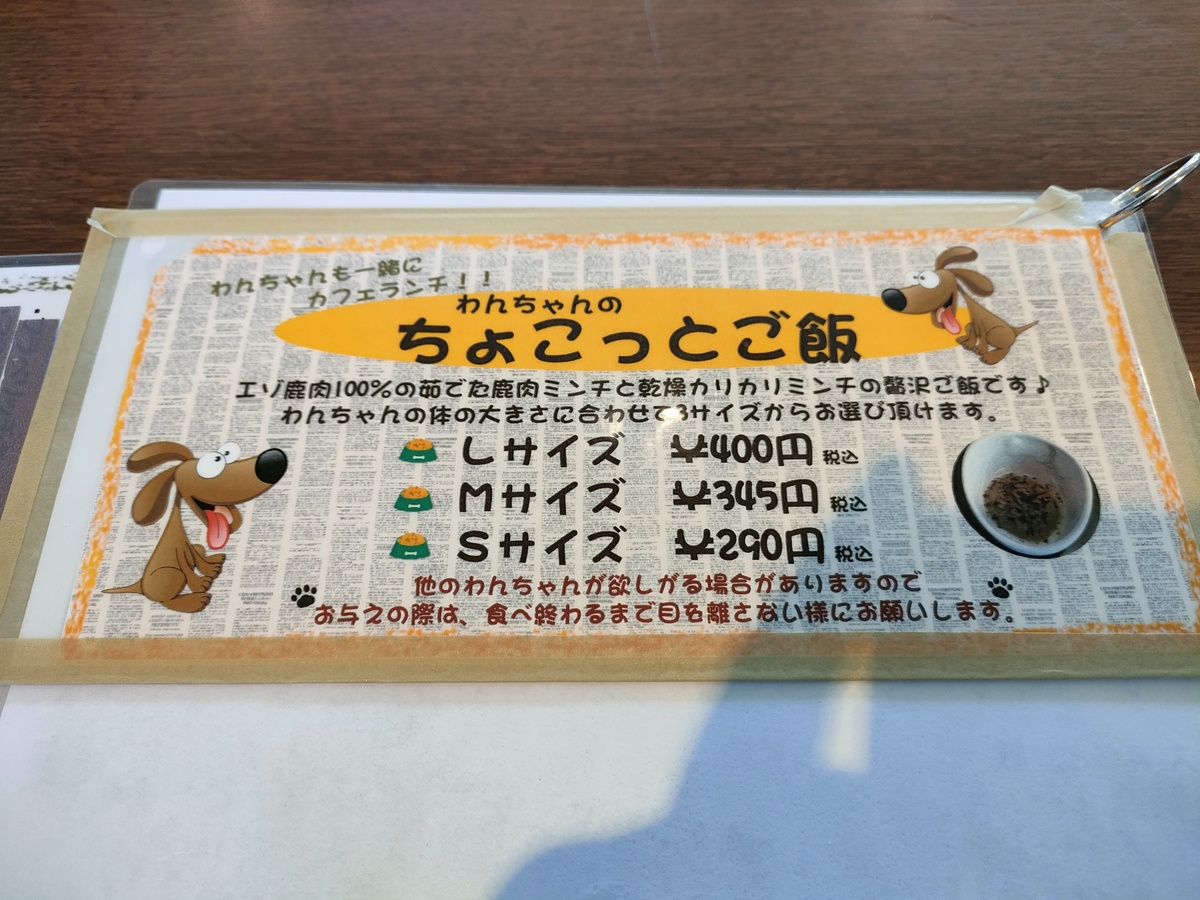 わんちゃんも一緒に
カフェランチ!!
わんちゃんの
ちょこっとご飯
エゾ鹿肉100%の茹でた鹿肉ミンチと乾燥カリカリミンチの贅沢ご飯です♪
わんちゃんの体の大きさに合わせて3サイズからお選び頂けます。
Lサイズ ¥400円 税込
Mサイズ ¥345円 税込
Sサイズ ¥290円 税込
他のわんちゃんが欲しがる場合がありますので
お与えの際は、食べ終わるまで目を離さない様にお願いします。